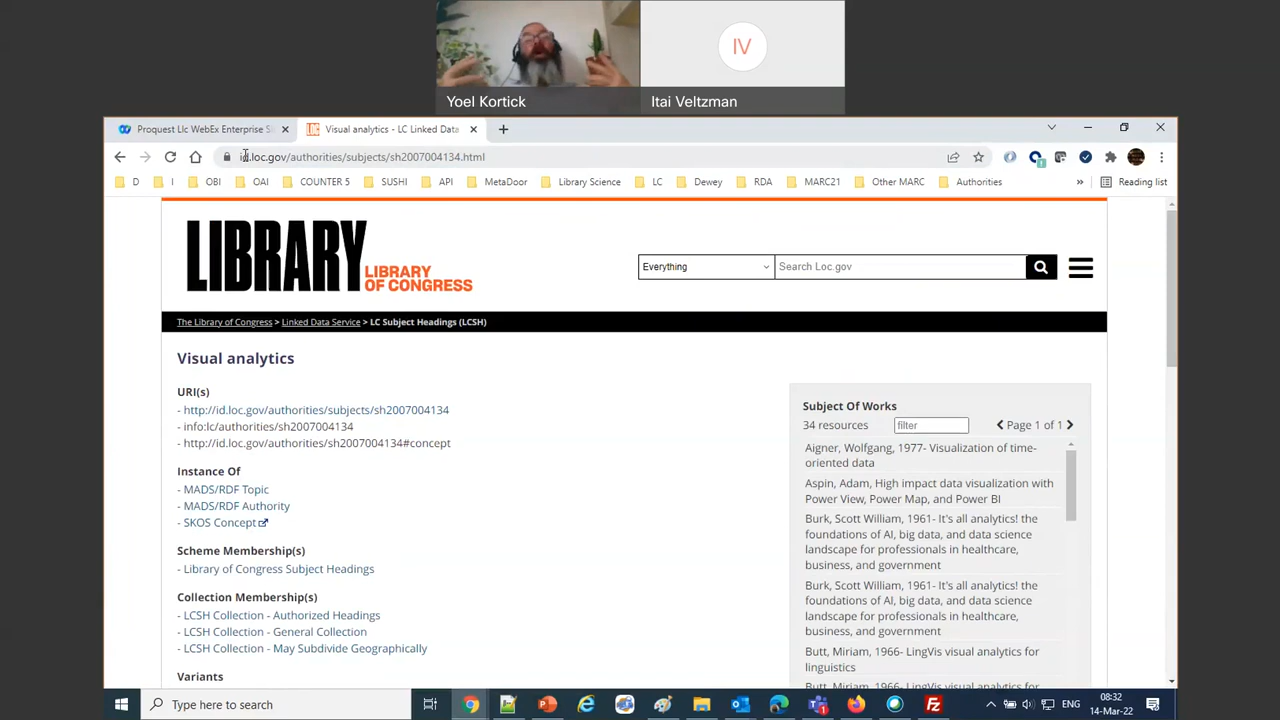 IV
Yoel Kortick
Itai Veltzman
Proquest Llc WebEx Enterprise Si
Visual analytics - LC Linked Data
id.loc.gov/authorities/subjects/sh2007004134.html
D
I
OBI
OAI
COUNTER 5
SUSHI
API
MetaDoor
Library Science
LC
Dewey
RDA
MARC21
Other MARC
Authorities
»
Reading list
LIBRARY
LIBRARY
OF CONGRESS
Everything
Search Loc.gov
The Library of Congress > Linked Data Service > LC Subject Headings (LCSH)
Visual analytics
URI(s)
- http://id.loc.gov/authorities/subjects/sh2007004134
- info:lc/authorities/sh2007004134
- http://id.loc.gov/authorities/sh2007004134#concept
Instance Of
- MADS/RDF Topic
- MADS/RDF Authority
- SKOS Concept
Scheme Membership(s)
- Library of Congress Subject Headings
Collection Membership(s)
- LCSH Collection - Authorized Headings
- LCSH Collection - General Collection
- LCSH Collection - May Subdivide Geographically
Variants
Subject Of Works
34 resources
filter
Page 1 of 1
Aigner, Wolfgang, 1977- Visualization of time-
oriented data
Aspin, Adam, High impact data visualization with
Power View, Power Map, and Power BI
Burk, Scott William, 1961- It's all analytics! the
foundations of AI, big data, and data science
landscape for professionals in healthcare,
business, and government
Burk, Scott William, 1961- It's all analytics! the
foundations of AI, big data, and data science
landscape for professionals in healthcare,
business, and government
Butt, Miriam, 1966- LingVis visual analytics for
linguistics
Butt, Miriam, 1966- LingVis visual analytics for
Type here to search
ENG
08:32
14-Mar-22